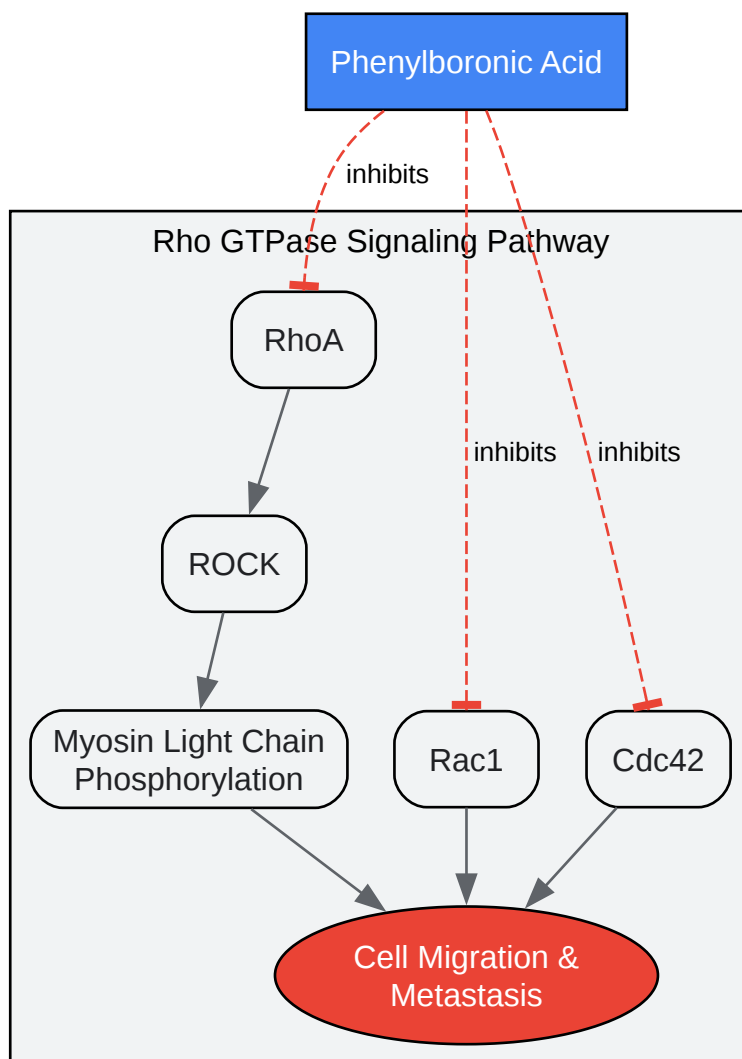 Phenylboronic Acid
inhibits
Rho GTPase Signaling Pathway
RhoA
inhibits
inhibits
ROCK
Myosin Light Chain
Phosphorylation
Rac1
Cdc42
Cell Migration &
Metastasis